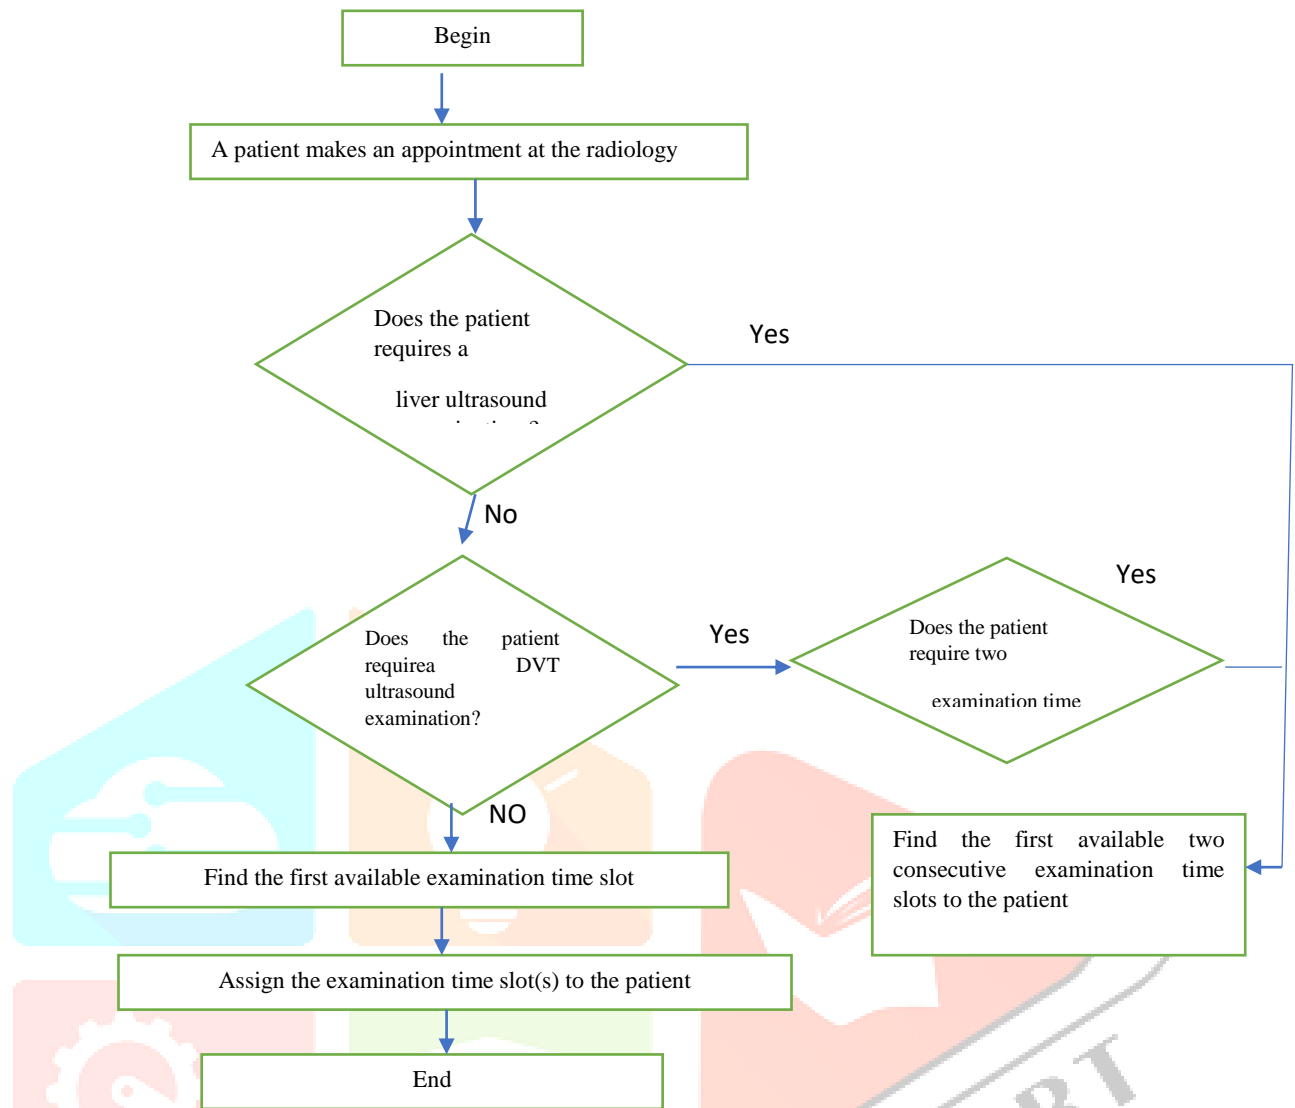 Begin
A patient makes an appointment at the radiology
Does the patient
requires a
liver ultrasound
Yes
No
Does the patient
requirea DVT
ultrasound
examination?
Yes
Does the patient
require two
examination time
Yes
NO
Find the first available examination time slot
Find the first available two
consecutive examination time
slots to the patient
Assign the examination time slot(s) to the patient
End